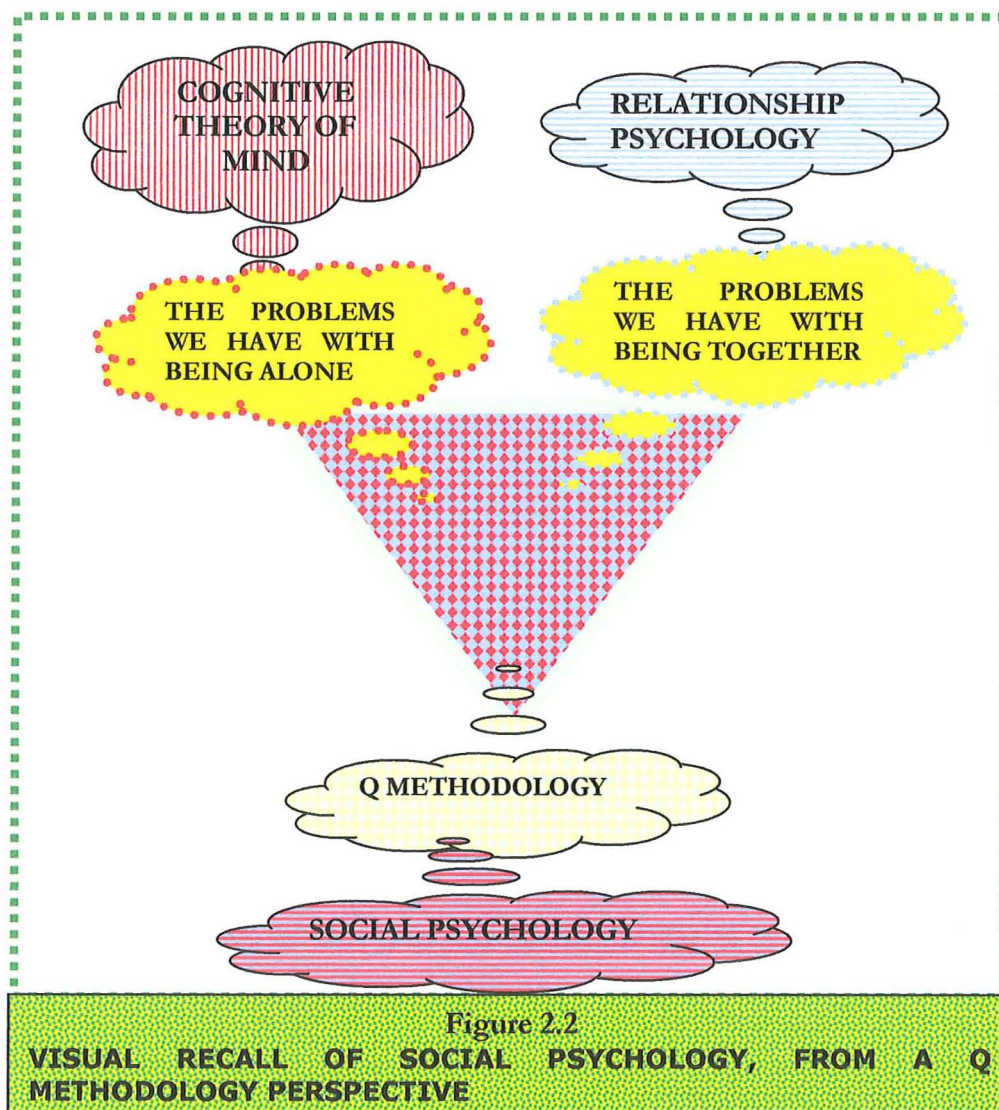 COGNITIVE
THEORY OF
MIND
RELATIONSHIP
PSYCHOLOGY
THE PROBLEMS
WE HAVE WITH
BEING ALONE
THE PROBLEMS
WE HAVE WITH
BEING TOGETHER
Q METHODOLOGY
SOCIAL PSYCHOLOGY
Figure 2.2
VISUAL RECALL OF SOCIAL PSYCHOLOGY, FROM A Q
METHODOLOGY PERSPECTIVE